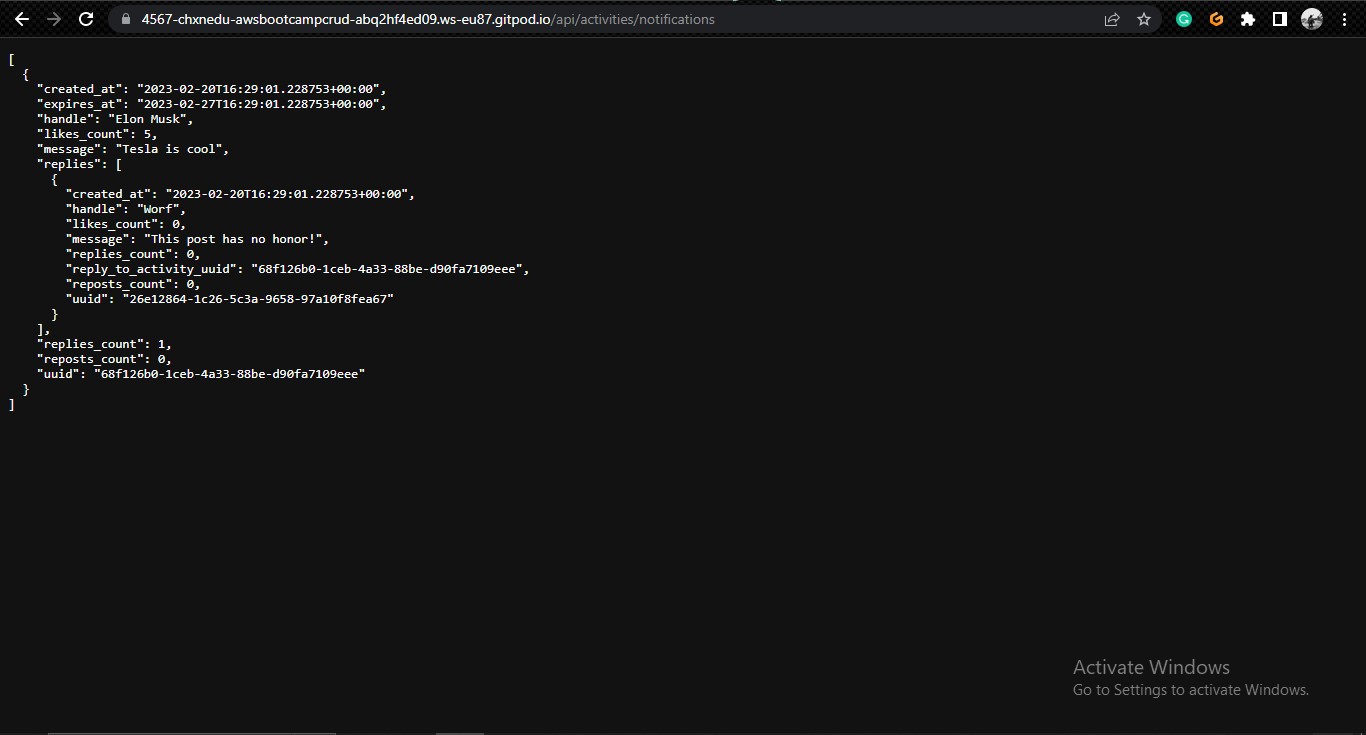 4567-chxnedu-awsbootcampcrud-abq2hf4ed09.ws-eu87.gitpod.io/api/activities/notifications
[
  {
    "created_at": "2023-02-20T16:29:01.228753+00:00",
    "expires_at": "2023-02-27T16:29:01.228753+00:00",
    "handle": "Elon Musk",
    "likes_count": 5,
    "message": "Tesla is cool",
    "replies": [
      {
        "created_at": "2023-02-20T16:29:01.228753+00:00",
        "handle": "Worf",
        "likes_count": 0,
        "message": "This post has no honor!",
        "replies_count": 0,
        "reply_to_activity_uuid": "68f126b0-1ceb-4a33-88be-d90fa7109eee",
        "reposts_count": 0,
        "uuid": "26e12864-1c26-5c3a-9658-97a10f8fea67"
      }
    ],
    "replies_count": 1,
    "reposts_count": 0,
    "uuid": "68f126b0-1ceb-4a33-88be-d90fa7109eee"
  }
]
Activate Windows
Go to Settings to activate Windows.